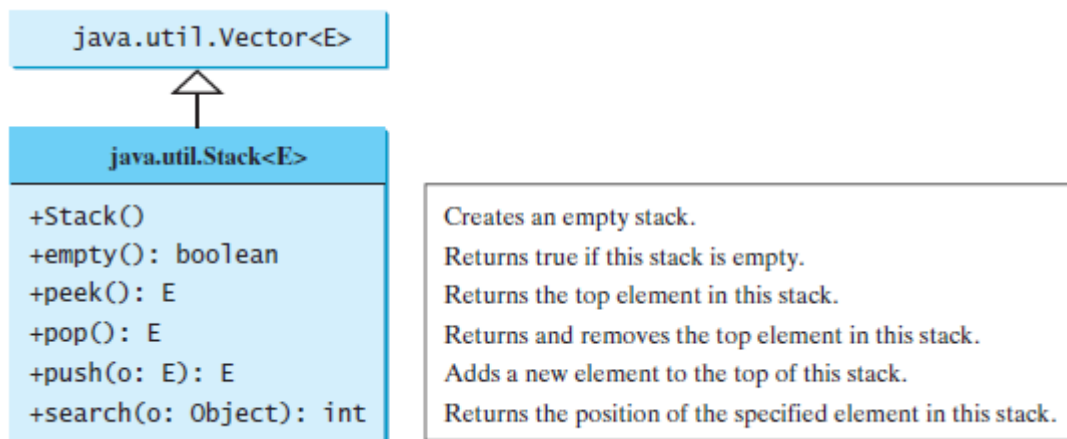 java.util.Vector<E>
java.util.Stack<E>
+Stack()
Creates an empty stack.
+empty(): boolean
Returns true if this stack is empty.
+peek(): E
Returns the top element in this stack.
+pop(): E
Returns and removes the top element in this stack.
+push(o: E): E
Adds a new element to the top of this stack.
+search(o: Object): int
Returns the position of the specified element in this stack.